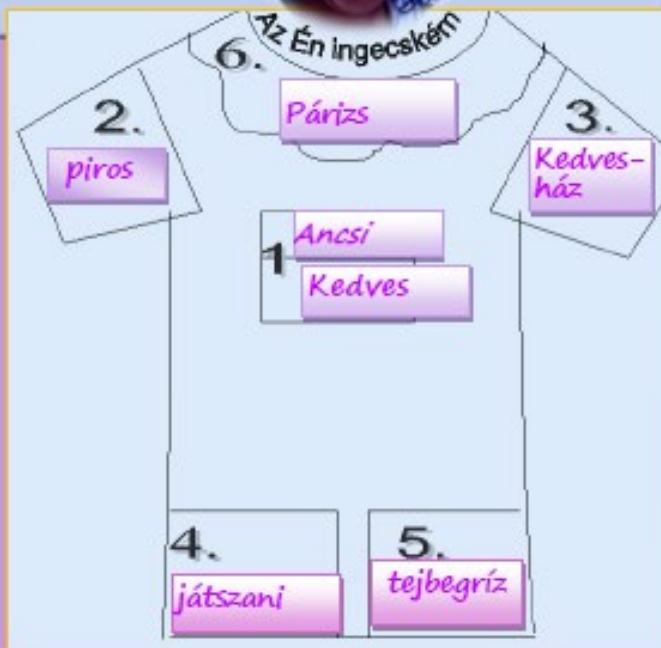 Az Én ingecském
6.
Párizs
2.
piros
3.
Kedves-
ház
1
Ancsi
Kedves
4.
játszani
5.
tejbegríz